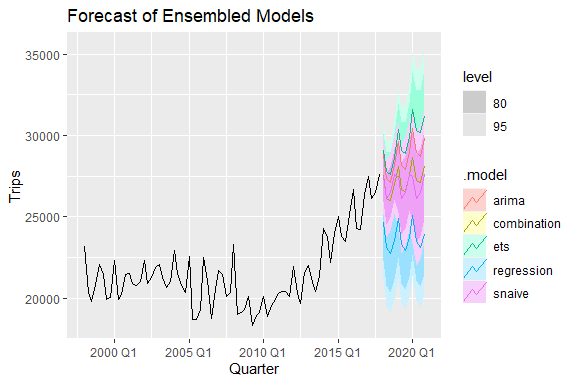 Forecast of Ensembled Models
35000
30000
25000
20000
Trips
2000 Q1
2005 Q1
2010 Q1
2015 Q1
2020 Q1
Quarter
level
80
95
.model
arima
combination
ets
regression
snaive